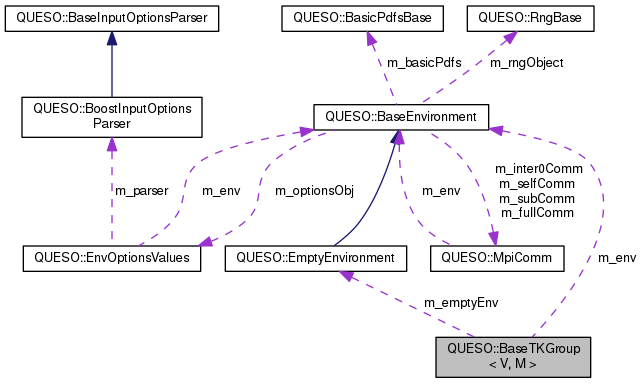 QUESO::BaseInputOptionsParser
QUESO::BasicPdfsBase
QUESO::RngBase
m_basicPdfs
m_rngObject
QUESO::BoostInputOptions
Parser
QUESO::BaseEnvironment
m_parser
m_env
m_optionsObj
m_env
m_inter0Comm
m_selfComm
m_subComm
m_fullComm
QUESO::EnvOptionsValues
QUESO::EmptyEnvironment
QUESO::MpiComm
m_env
m_emptyEnv
QUESO::BaseTKGroup
< V, M >